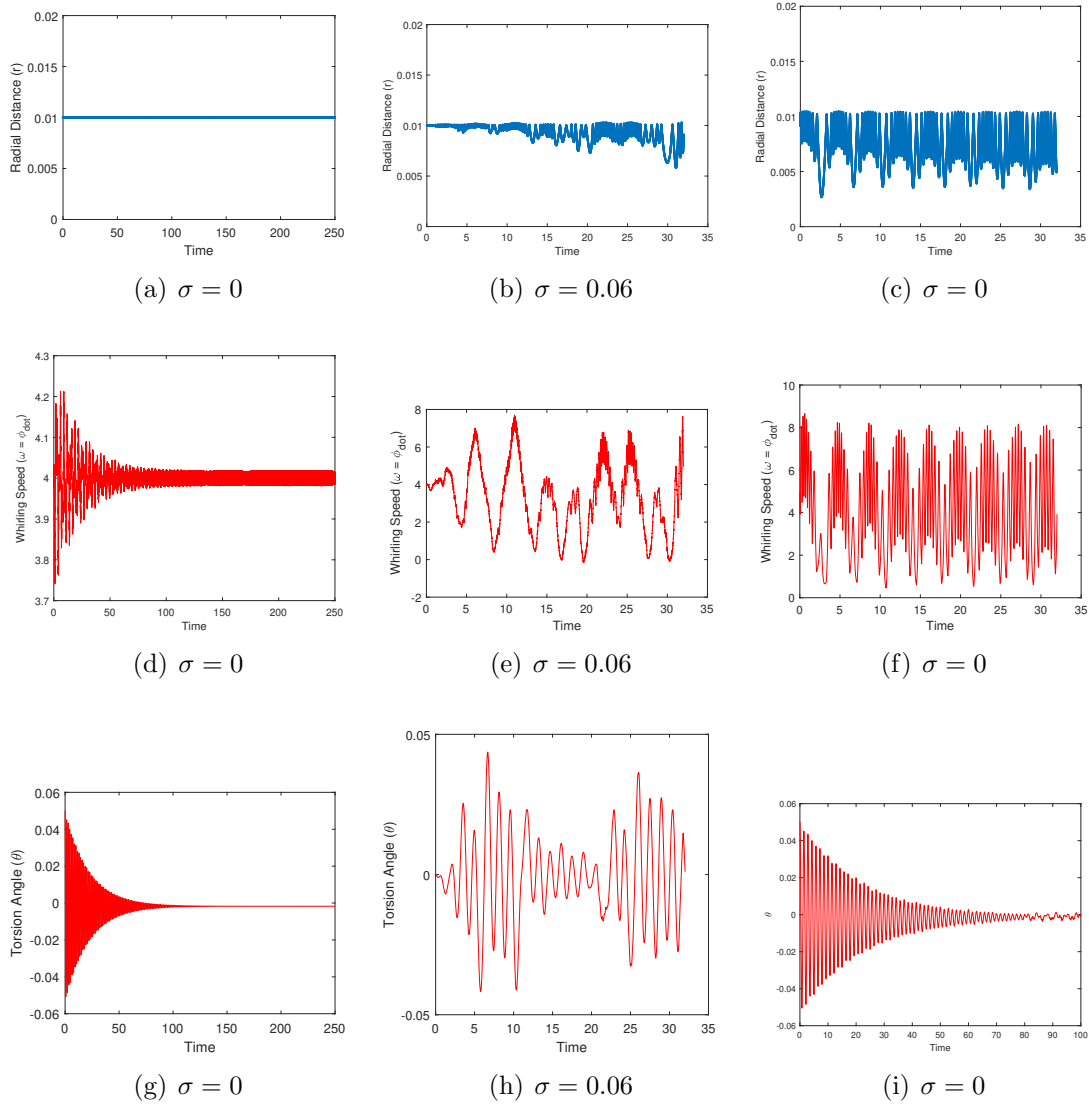 0.02
0.015
0.01
0.005
0
Radial Distance (r)
0 50 100 150 200 250
Time
(a) σ = 0
0.02
0.015
0.01
0.005
0
Radial Distance (r)
0 5 10 15 20 25 30 35
Time
(b) σ = 0.06
0.02
0.015
0.01
0.005
0
Radial Distance (r)
0 5 10 15 20 25 30 35
Time
(c) σ = 0
4.3
4.2
4.1
4
3.9
3.8
3.7
Whirling Speed (ω = ϕdot)
0 50 100 150 200 250
Time
(d) σ = 0
8
6
4
2
0
-2
Whirling Speed (ω = ϕdot)
0 5 10 15 20 25 30 35
Time
(e) σ = 0.06
10
8
6
4
2
0
Whirling Speed (ω = ϕdot)
0 5 10 15 20 25 30 35
Time
(f) σ = 0
0.06
0.04
0.02
0
-0.02
-0.04
-0.06
Torsion Angle (θ)
0 50 100 150 200 250
Time
(g) σ = 0
0.05
0
-0.05
Torsion Angle (θ)
0 5 10 15 20 25 30 35
Time
(h) σ = 0.06
0.06
0.04
0.02
0
-0.02
-0.04
-0.06
θ
0 10 20 30 40 50 60 70 80 90 100
Time
(i) σ = 0